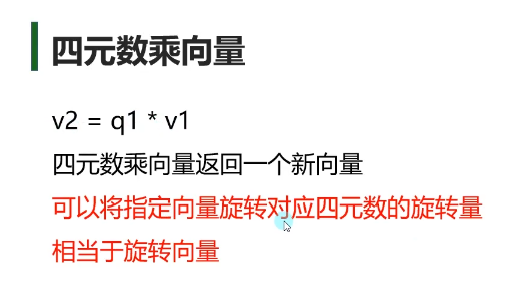 四元数乘向量
v2 = q1 * v1
四元数乘向量返回一个新向量
可以将指定向量旋转对应四元数的旋转量
相当于旋转向量